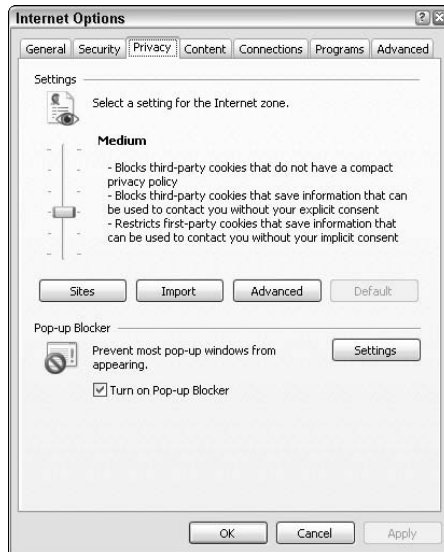 Internet Options
General Security Privacy Content Connections Programs Advanced
Settings
Select a setting for the Internet zone.
Medium
- Blocks third-party cookies that do not have a compact
privacy policy
- Blocks third-party cookies that save information that can
be used to contact you without your explicit consent
- Restricts first-party cookies that save information that
can be used to contact you without your implicit consent
Sites Import Advanced Default
Pop-up Blocker
Prevent most pop-up windows from
appearing.
Settings
Turn on Pop-up Blocker
OK Cancel Apply